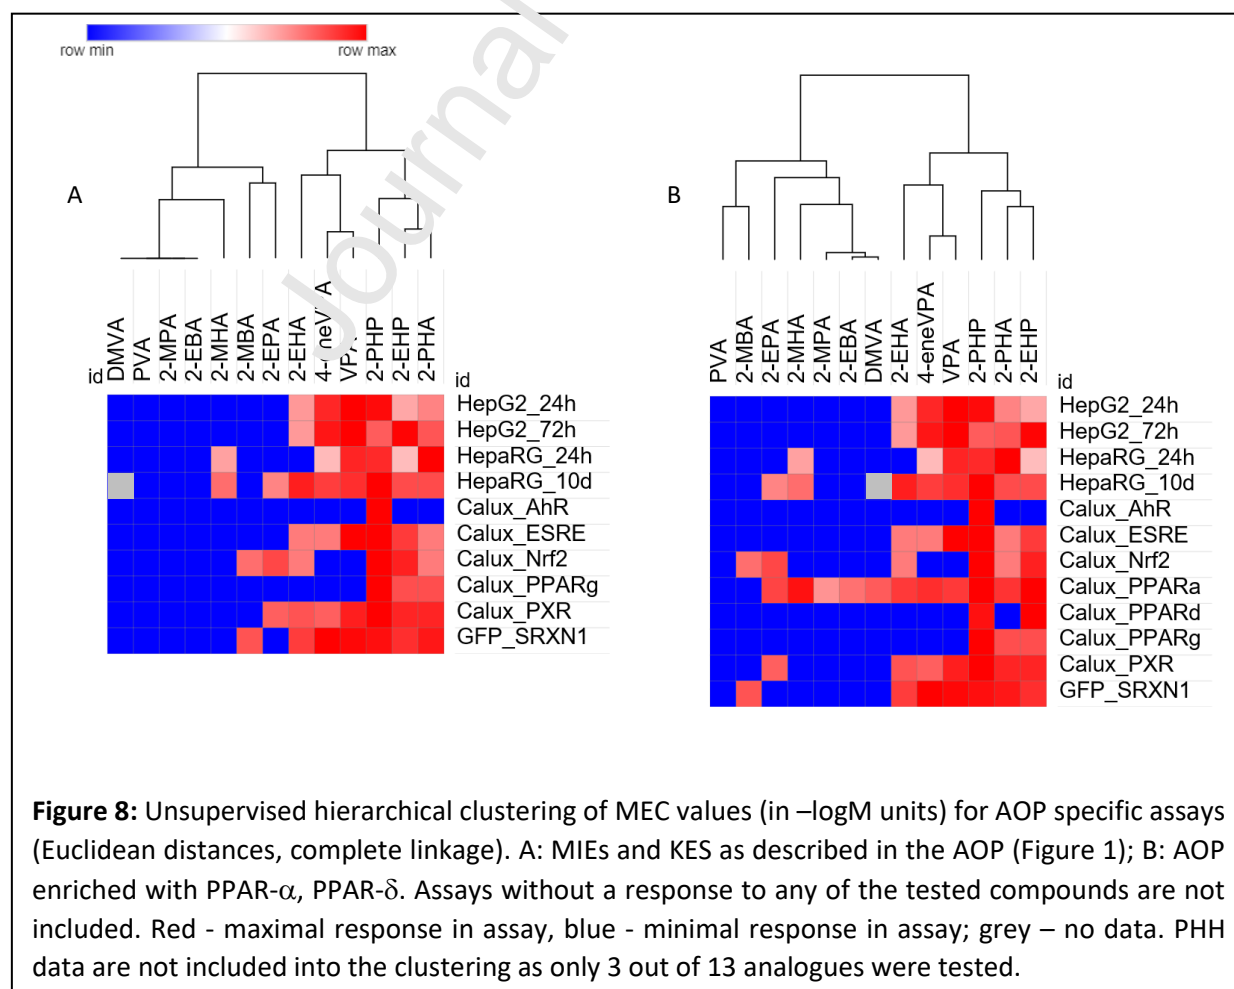 Journal
row min row max
A
B
id DMVA PVA 2-MPA 2-EBA 2-MHA 2-MBA 2-EPA 2-EHA 4-eneVPA VPA 2-PHP 2-EHP 2-PHA id
HepG2_24h
HepG2_72h
HepaRG_24h
HepaRG_10d
Calux_AhR
Calux_ESRE
Calux_Nrf2
Calux_PPARg
Calux_PXR
GFP_SRXN1
PVA 2-MBA 2-EPA 2-MHA 2-MPA 2-EBA DMVA 2-EHA 4-eneVPA VPA 2-PHP 2-PHA 2-EHP id
HepG2_24h
HepG2_72h
HepaRG_24h
HepaRG_10d
Calux_AhR
Calux_ESRE
Calux_Nrf2
Calux_PPARa
Calux_PPARd
Calux_PPARg
Calux_PXR
GFP_SRXN1
Figure 8: Unsupervised hierarchical clustering of MEC values (in –logM units) for AOP specific assays
(Euclidean distances, complete linkage). A: MIEs and KES as described in the AOP (Figure 1); B: AOP
enriched with PPAR-α, PPAR-δ. Assays without a response to any of the tested compounds are not
included. Red - maximal response in assay, blue - minimal response in assay; grey – no data. PHH
data are not included into the clustering as only 3 out of 13 analogues were tested.